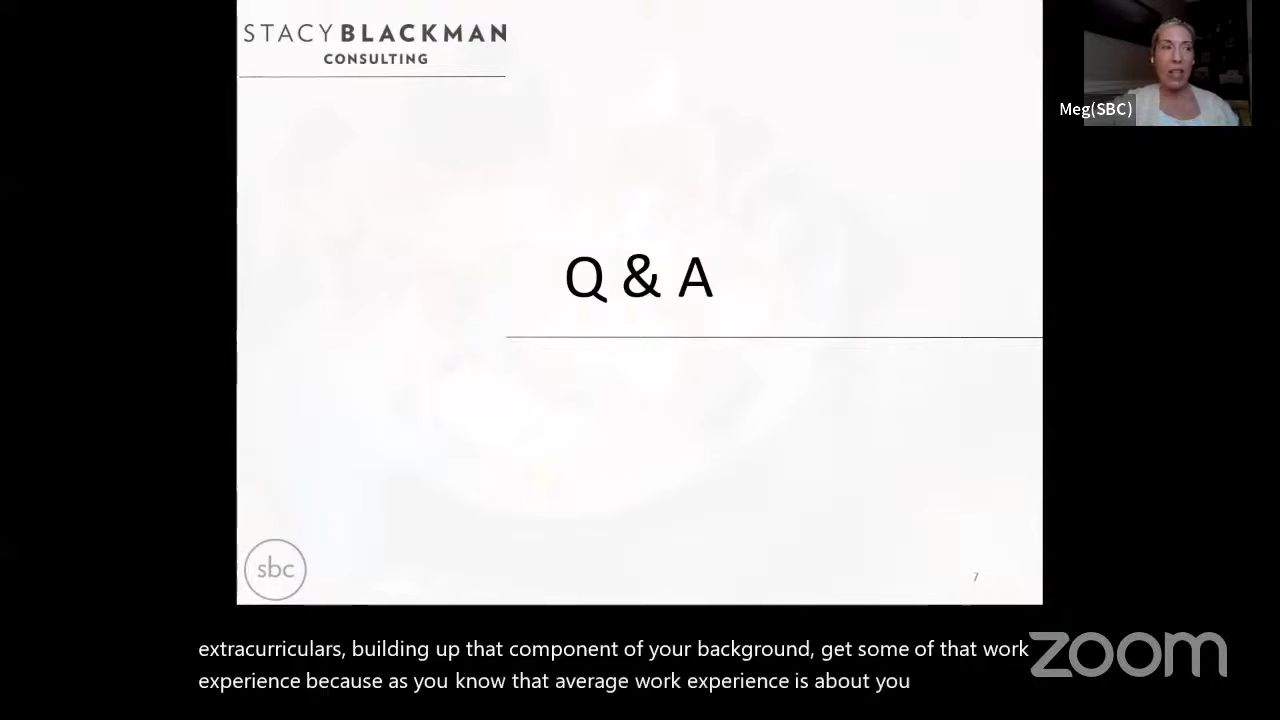 STACY BLACKMAN
CONSULTING
Meg(SBC)
Q & A
sbc
7
extracurriculars, building up that component of your background, get some of that work
experience because as you know that average work experience is about you
zoom